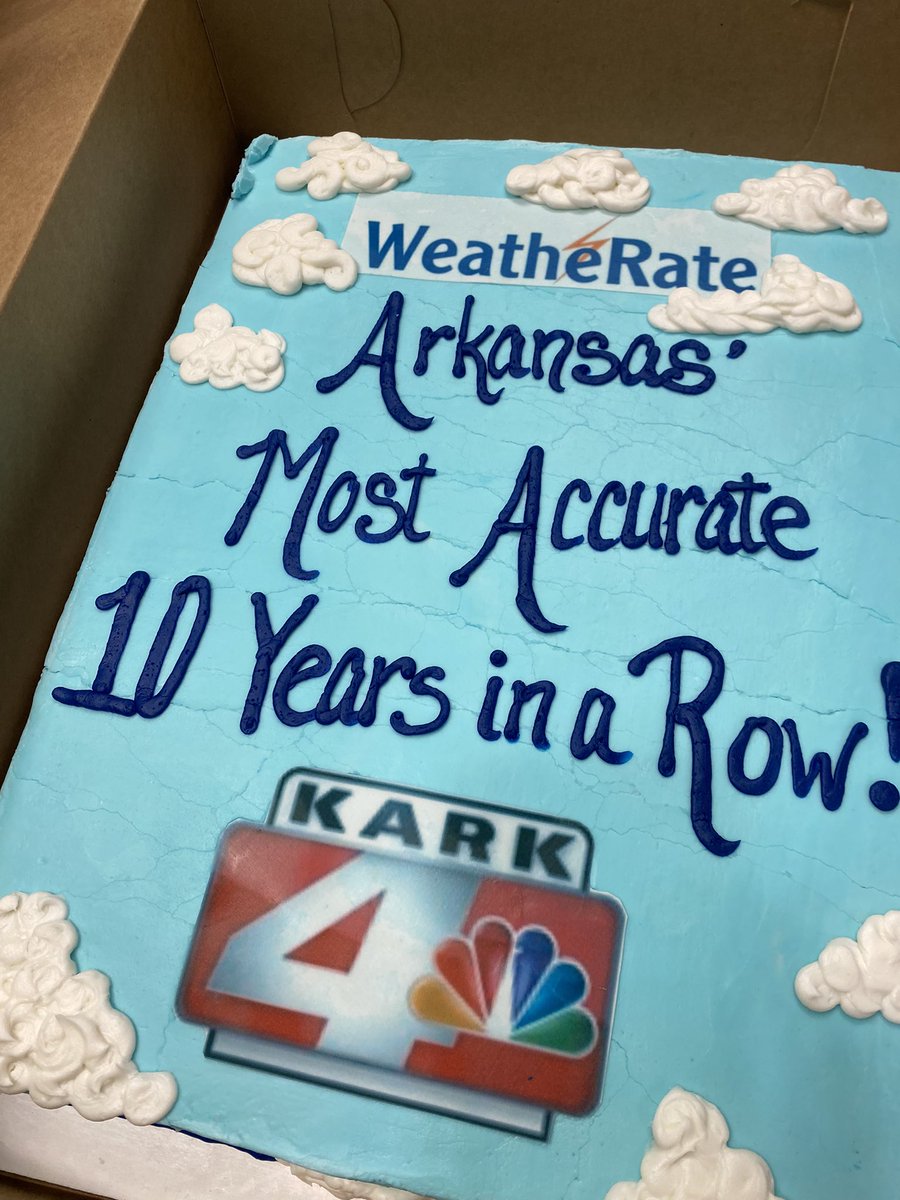 WeatheRate
Arkansas’
Most Accurate
10 Years in a Row!
KARK
4